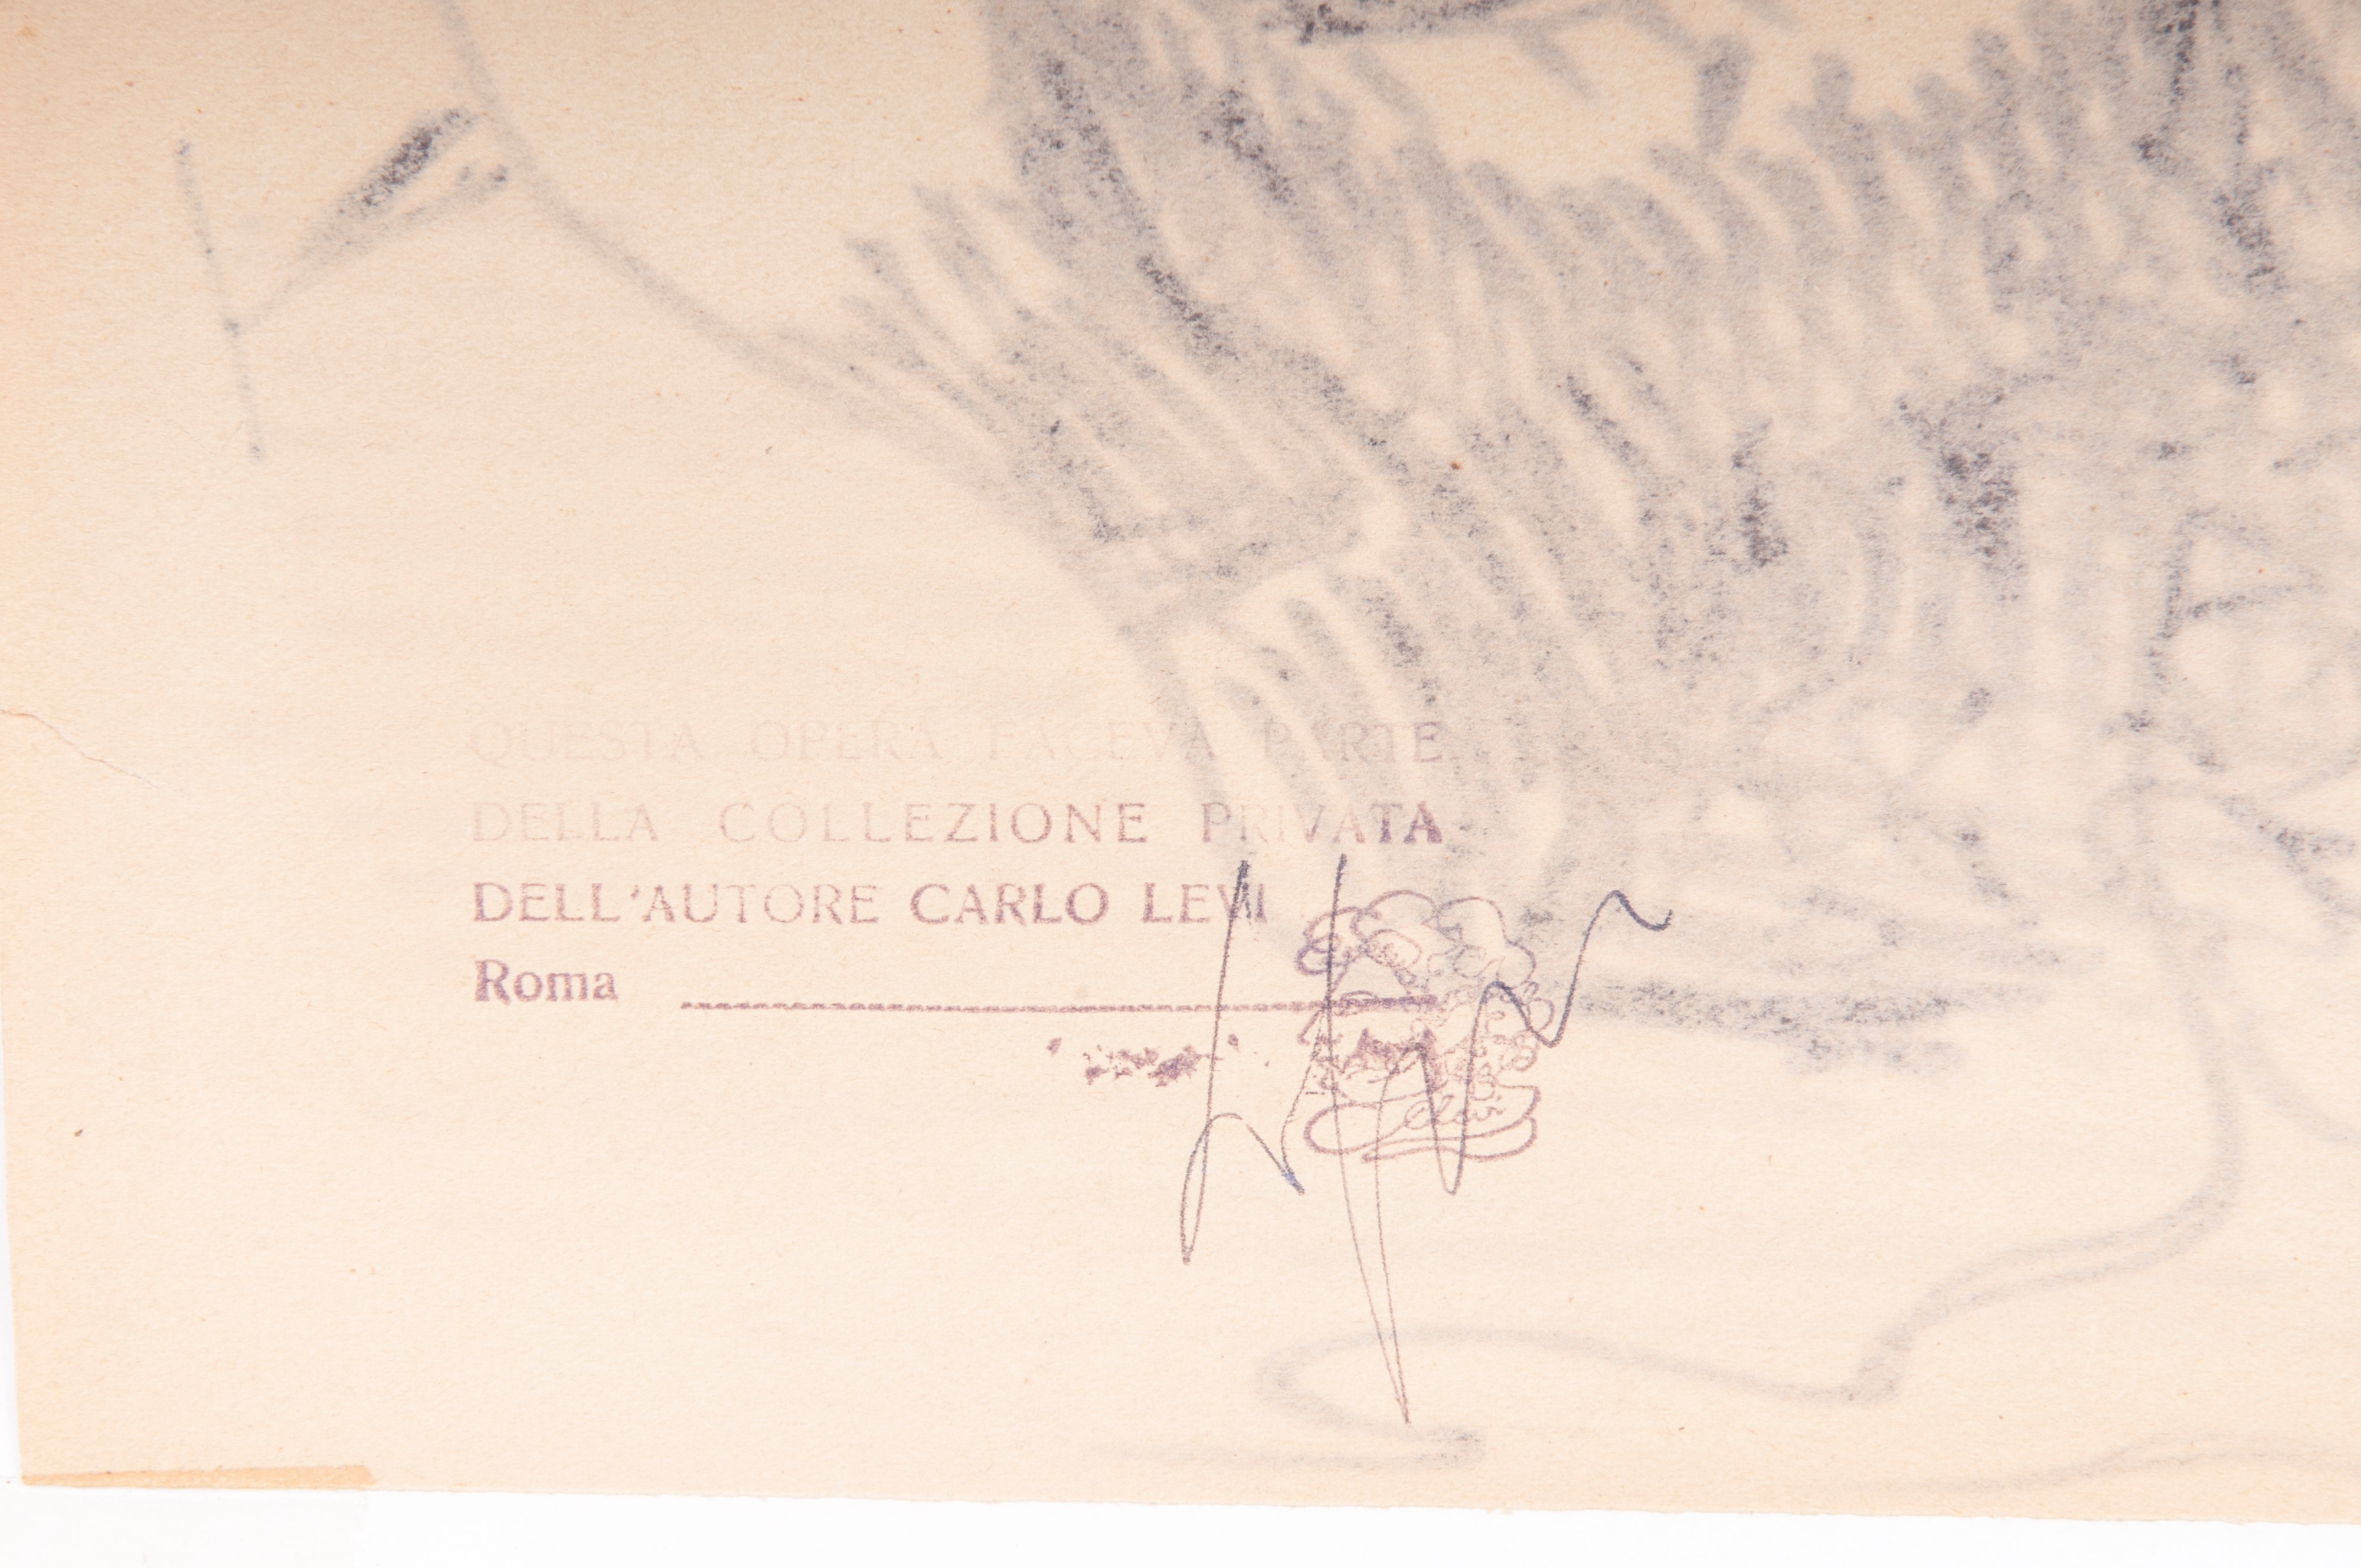 QUESTA OPERA FACEVA PARTE
DELLA COLLEZIONE PRIVATA
DELL'AUTORE CARLO LEVI
Roma